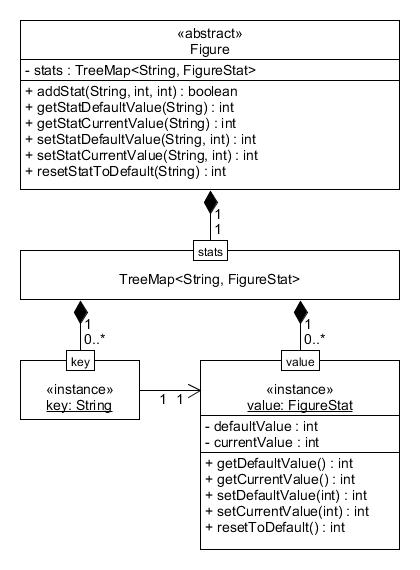 «abstract»
Figure
- stats : TreeMap<String, FigureStat>
+ addStat(String, int, int) : boolean
+ getStatDefaultValue(String) : int
+ getStatCurrentValue(String) : int
+ setStatDefaultValue(String, int) : int
+ setStatCurrentValue(String, int) : int
+ resetStatToDefault(String) : int
1
1
stats
TreeMap<String, FigureStat>
1
0..*
key
«instance»
key: String
1 1
1
0..*
value
«instance»
value: FigureStat
- defaultValue : int
- currentValue : int
+ getDefaultValue() : int
+ getCurrentValue() : int
+ setDefaultValue(int) : int
+ setCurrentValue(int) : int
+ resetToDefault() : int